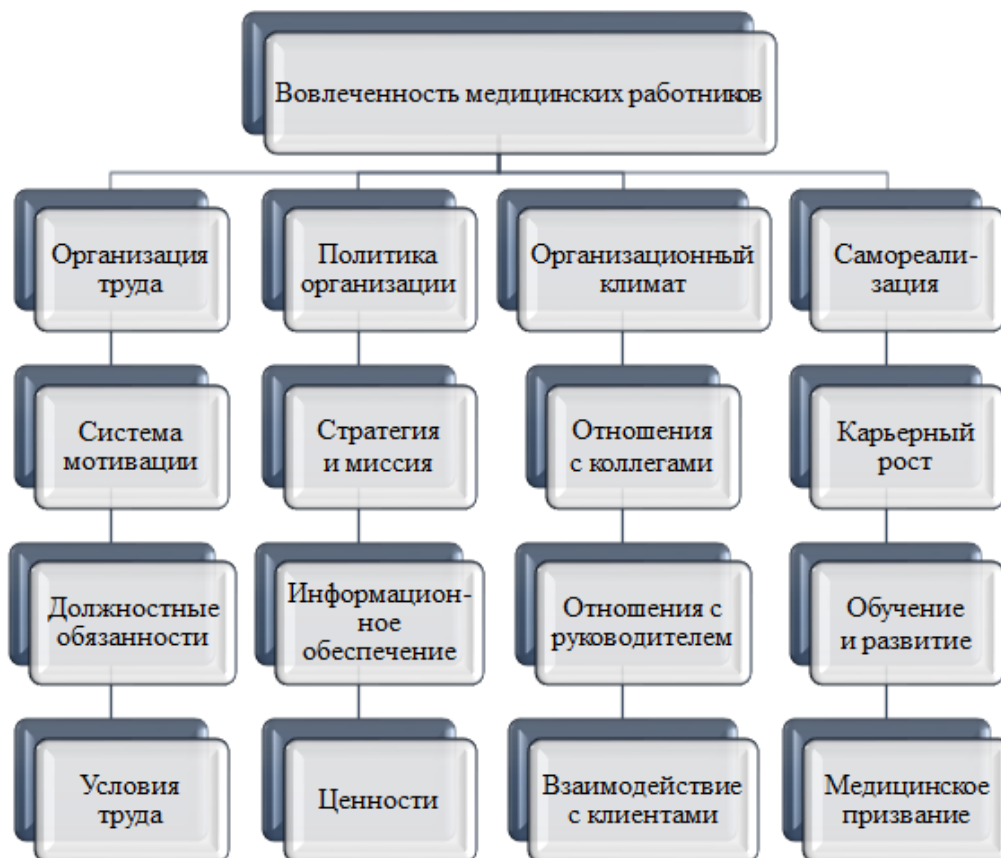 Вовлеченность медицинских работников
Организация
труда
Политика
организации
Организационный
климат
Самореали-
зация
Система
мотивации
Стратегия
и миссия
Отношения
с коллегами
Карьерный
рост
Должностные
обязанности
Информацион-
ное
обеспечение
Отношения с
руководителем
Обучение
и развитие
Условия
труда
Ценности
Взаимодействие
с клиентами
Медицинское
призвание